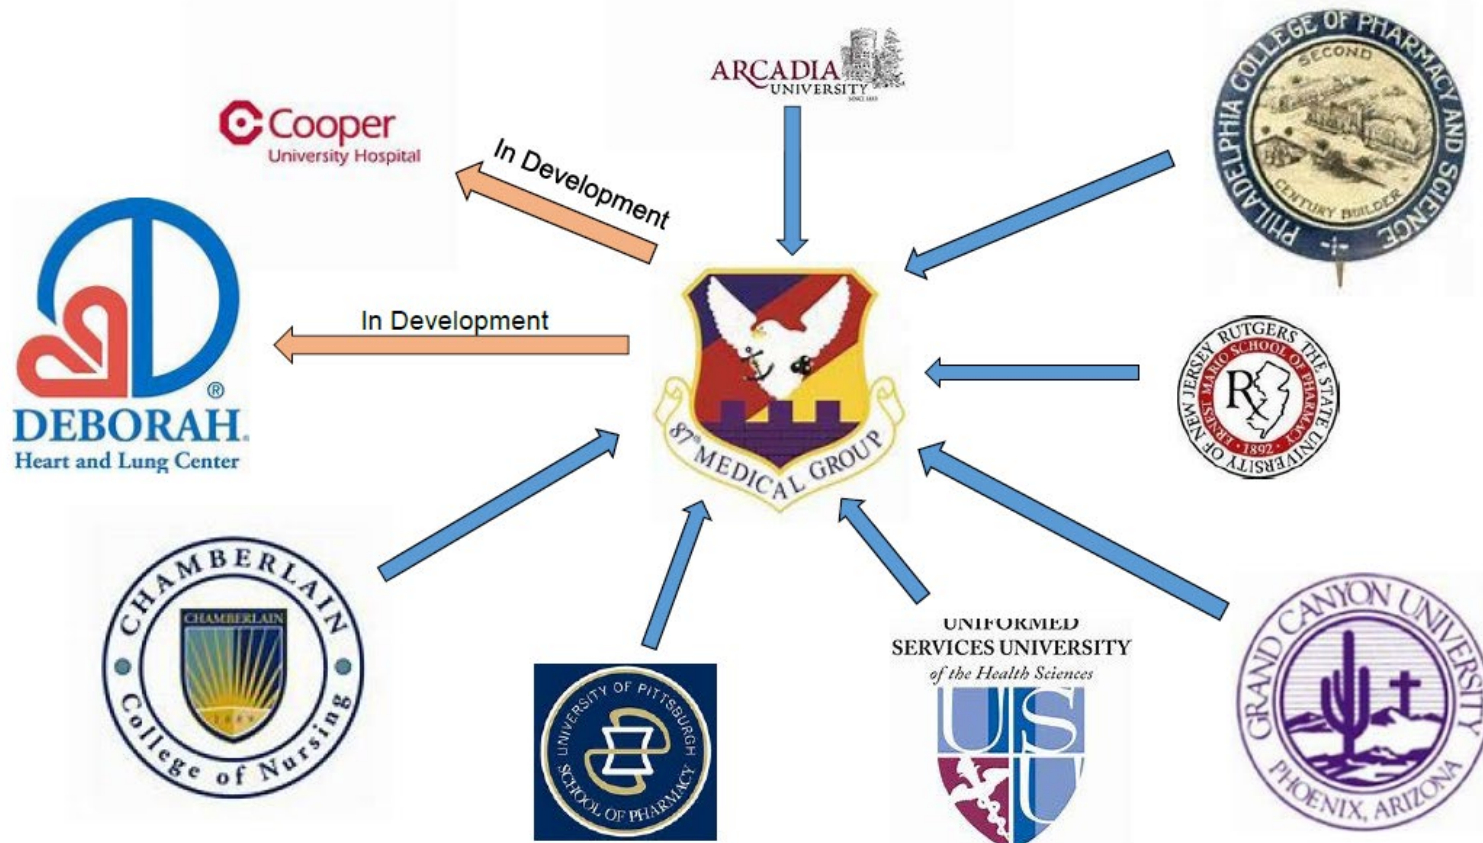 ARCADIA
UNIVERSITY
PHILADELPHIA COLLEGE OF PHARMACY AND SCIENCE
SECOND
CENTURY BUILDER
Cooper
University Hospital
In Development
In Development
DEBORAH®
Heart and Lung Center
87th MEDICAL GROUP
RUTGERS THE STATE UNIVERSITY OF NEW JERSEY
ERNEST MARIO SCHOOL OF PHARMACY
Rx
· 1892 ·
CHAMBERLAIN
CHAMBERLAIN
College of Nursing
UNIVERSITY OF PITTSBURGH
SCHOOL OF PHARMACY
UNIFORMED
SERVICES UNIVERSITY
of the Health Sciences
US
U
GRAND CANYON UNIVERSITY
PHOENIX, ARIZONA